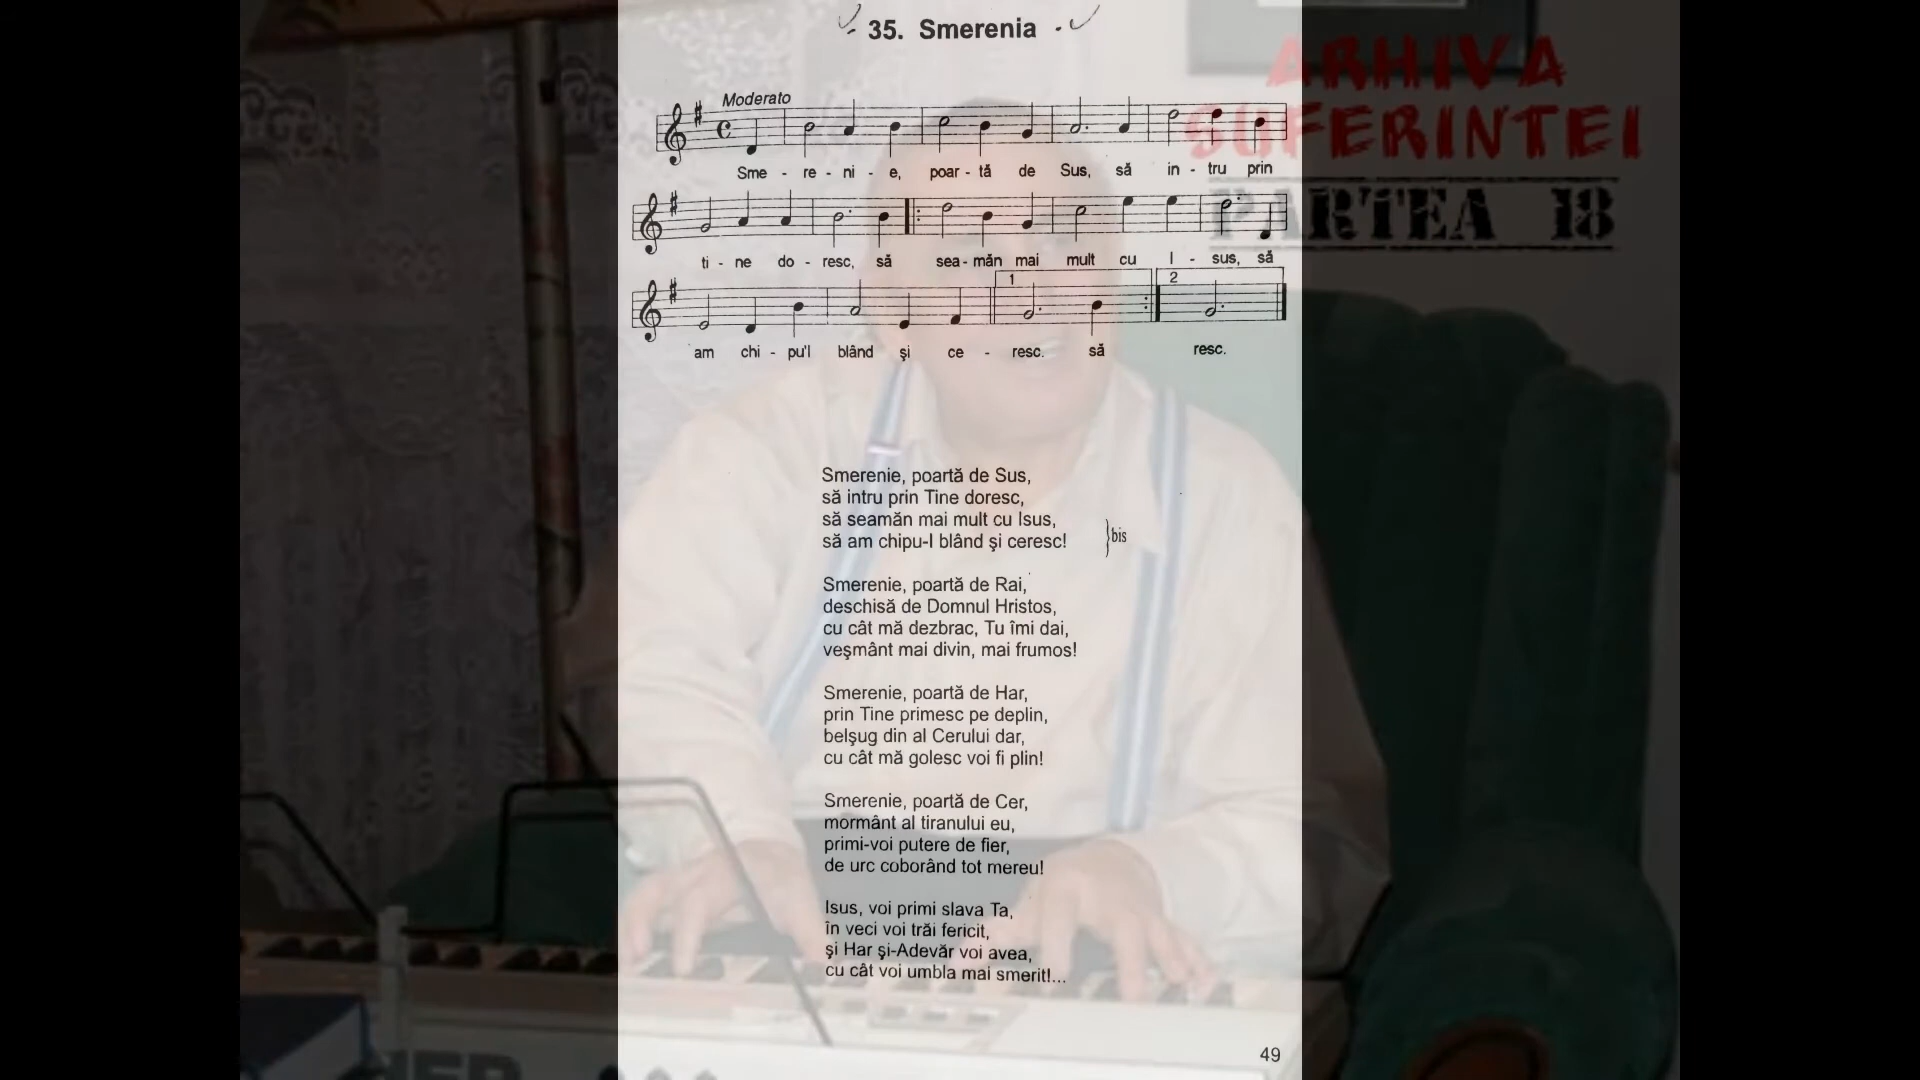 35. Smerenia
ARHIVA
SUFERINTEI
PARTEA 18
Moderato
Sme - re - ni - e, poar - tă de Sus, să in - tru prin
ti - ne do - resc, să sea - măn mai mult cu I - sus, să
1 2
am chi - pu'l blând şi ce - resc. să resc.
Smerenie, poartă de Sus,
să intru prin Tine doresc,
să seamăn mai mult cu Isus,
să am chipu-I blând şi ceresc!
bis
Smerenie, poartă de Rai,
deschisă de Domnul Hristos,
cu cât mă dezbrac, Tu îmi dai,
veşmânt mai divin, mai frumos!
Smerenie, poartă de Har,
prin Tine primesc pe deplin,
belşug din al Cerului dar,
cu cât mă golesc voi fi plin!
Smerenie, poartă de Cer,
mormânt al tiranului eu,
primi-voi putere de fier,
de urc coborând tot mereu!
Isus, voi primi slava Ta,
în veci voi trăi fericit,
şi Har şi-Adevăr voi avea,
cu cât voi umbla mai smerit!...
49